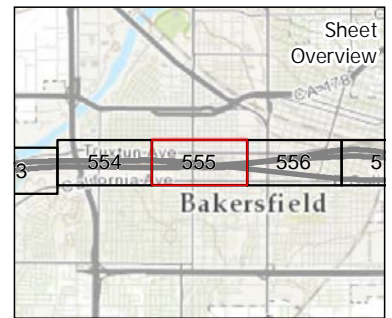 Sheet
Overview
CA-178
Truxtun-Ave
3
554
555
556
5
California-Ave
Bakersfield